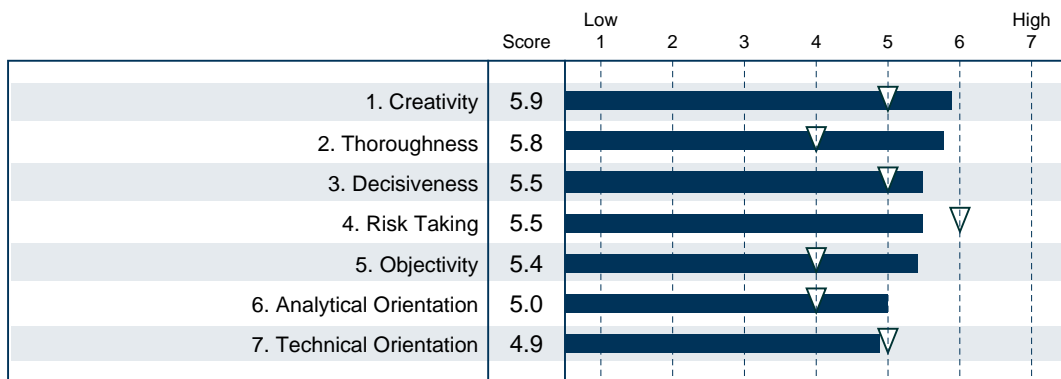 Low High
Score 1 2 3 4 5 6 7
1. Creativity 5.9
2. Thoroughness 5.8
3. Decisiveness 5.5
4. Risk Taking 5.5
5. Objectivity 5.4
6. Analytical Orientation 5.0
7. Technical Orientation 4.9